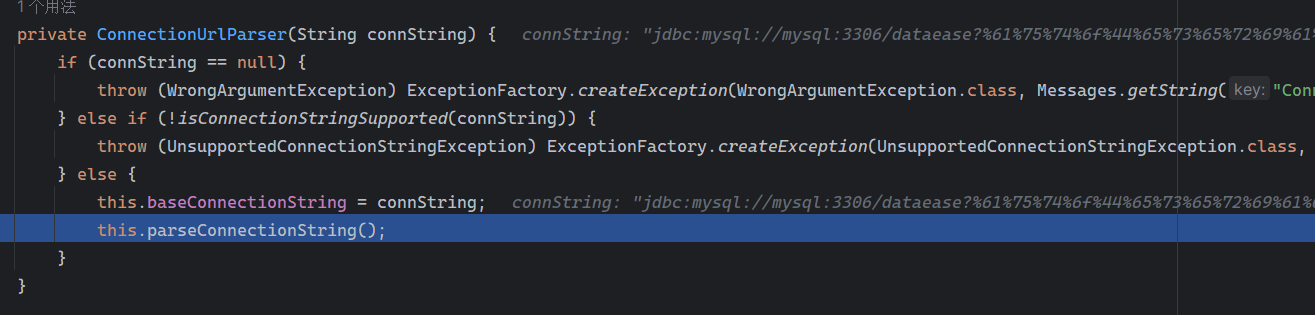 1个用法
private ConnectionUrlParser(String connString) { connString: "jdbc:mysql://mysql:3306/dataease?%61%75%74%6f%44%65%73%65%72%69%61%
if (connString == null) {
throw (WrongArgumentException) ExceptionFactory.createException(WrongArgumentException.class, Messages.getString( key: "Conn
} else if (!isConnectionStringSupported(connString)) {
throw (UnsupportedConnectionStringException) ExceptionFactory.createException(UnsupportedConnectionStringException.class,
} else {
this.baseConnectionString = connString; connString: "jdbc:mysql://mysql:3306/dataease?%61%75%74%6f%44%65%73%65%72%69%61%
this.parseConnectionString();
}
}